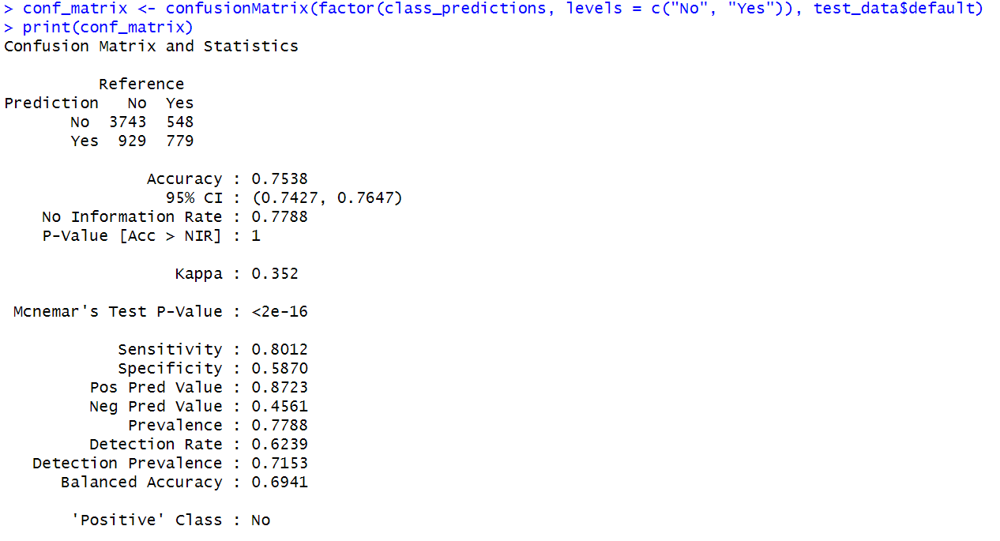 > conf_matrix <- confusionMatrix(factor(class_predictions, levels = c("No", "Yes")), test_data$default)
> print(conf_matrix)
Confusion Matrix and Statistics
          Reference
Prediction   No  Yes
       No  3743  548
       Yes  929  779
               Accuracy : 0.7538
                 95% CI : (0.7427, 0.7647)
    No Information Rate : 0.7788
    P-Value [Acc > NIR] : 1
                  Kappa : 0.352
 Mcnemar's Test P-Value : <2e-16
            Sensitivity : 0.8012
            Specificity : 0.5870
         Pos Pred Value : 0.8723
         Neg Pred Value : 0.4561
             Prevalence : 0.7788
         Detection Rate : 0.6239
   Detection Prevalence : 0.7153
      Balanced Accuracy : 0.6941
       'Positive' Class : No